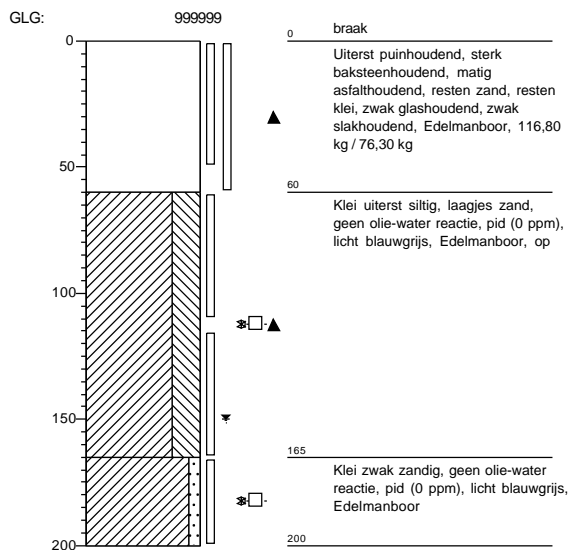 GLG: 999999
0
50
100
150
200
0 braak
Uiterst puinhoudend, sterk
baksteenhoudend, matig
asfalthoudend, resten zand, resten
klei, zwak glashoudend, zwak
slakhoudend, Edelmanboor, 116,80
kg / 76,30 kg
60
Klei uiterst siltig, laagjes zand,
geen olie-water reactie, pid (0 ppm),
licht blauwgrijs, Edelmanboor, op
165
Klei zwak zandig, geen olie-water
reactie, pid (0 ppm), licht blauwgrijs,
Edelmanboor
200